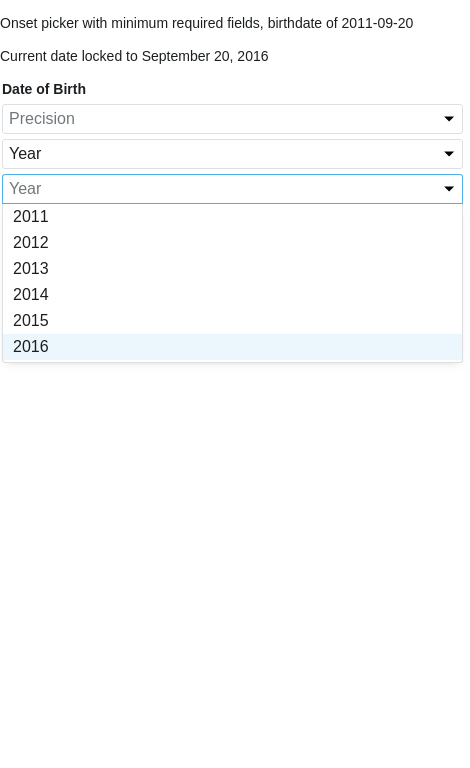 Onset picker with minimum required fields, birthdate of 2011-09-20
Current date locked to September 20, 2016
Date of Birth
Precision
Year
Year
2011
2012
2013
2014
2015
2016